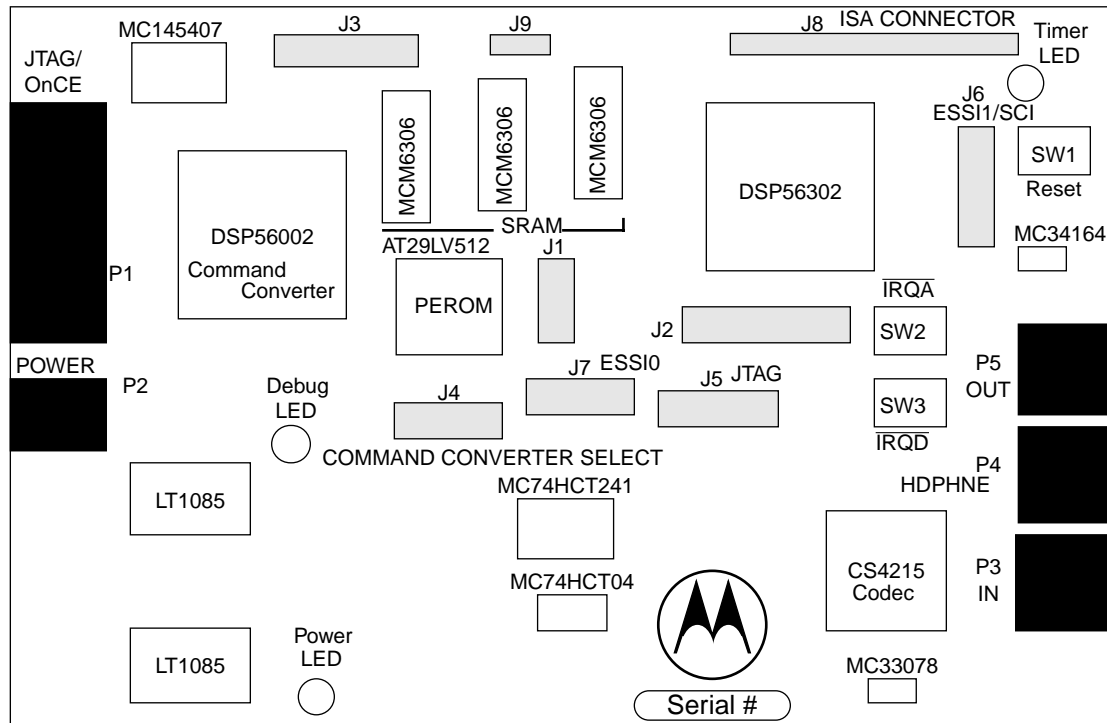 MC145407
J3
J9
J8
ISA CONNECTOR
Timer
LED
JTAG/
OnCE
J6
ESSI1/SCI
MCM6306
MCM6306
MCM6306
DSP56302
SW1
Reset
DSP56002
Command
Converter
SRAM
AT29LV512
J1
MC34164
P1
PEROM
IRQA
J2
SW2
POWER
P2
J7
ESSI0
J5
JTAG
P5
OUT
Debug
LED
J4
SW3
IRQD
COMMAND CONVERTER SELECT
P4
HDPHNE
LT1085
MC74HCT241
CS4215
Codec
P3
IN
MC74HCT04
Power
LED
LT1085
MC33078
Serial #